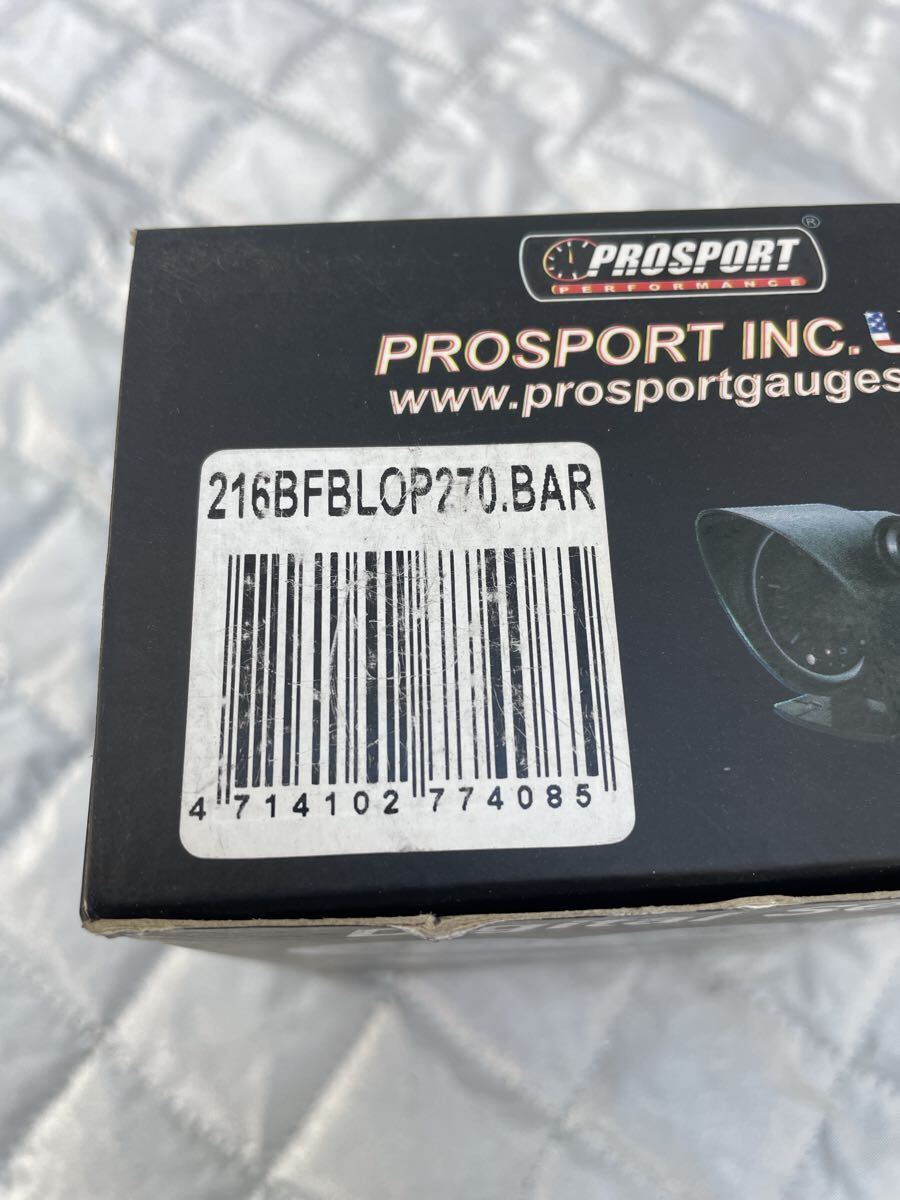 PROSPORT®
PERFORMANCE
PROSPORT INC.
www.prosportgauges
216BFBLOP270.BAR
4 714102 774085